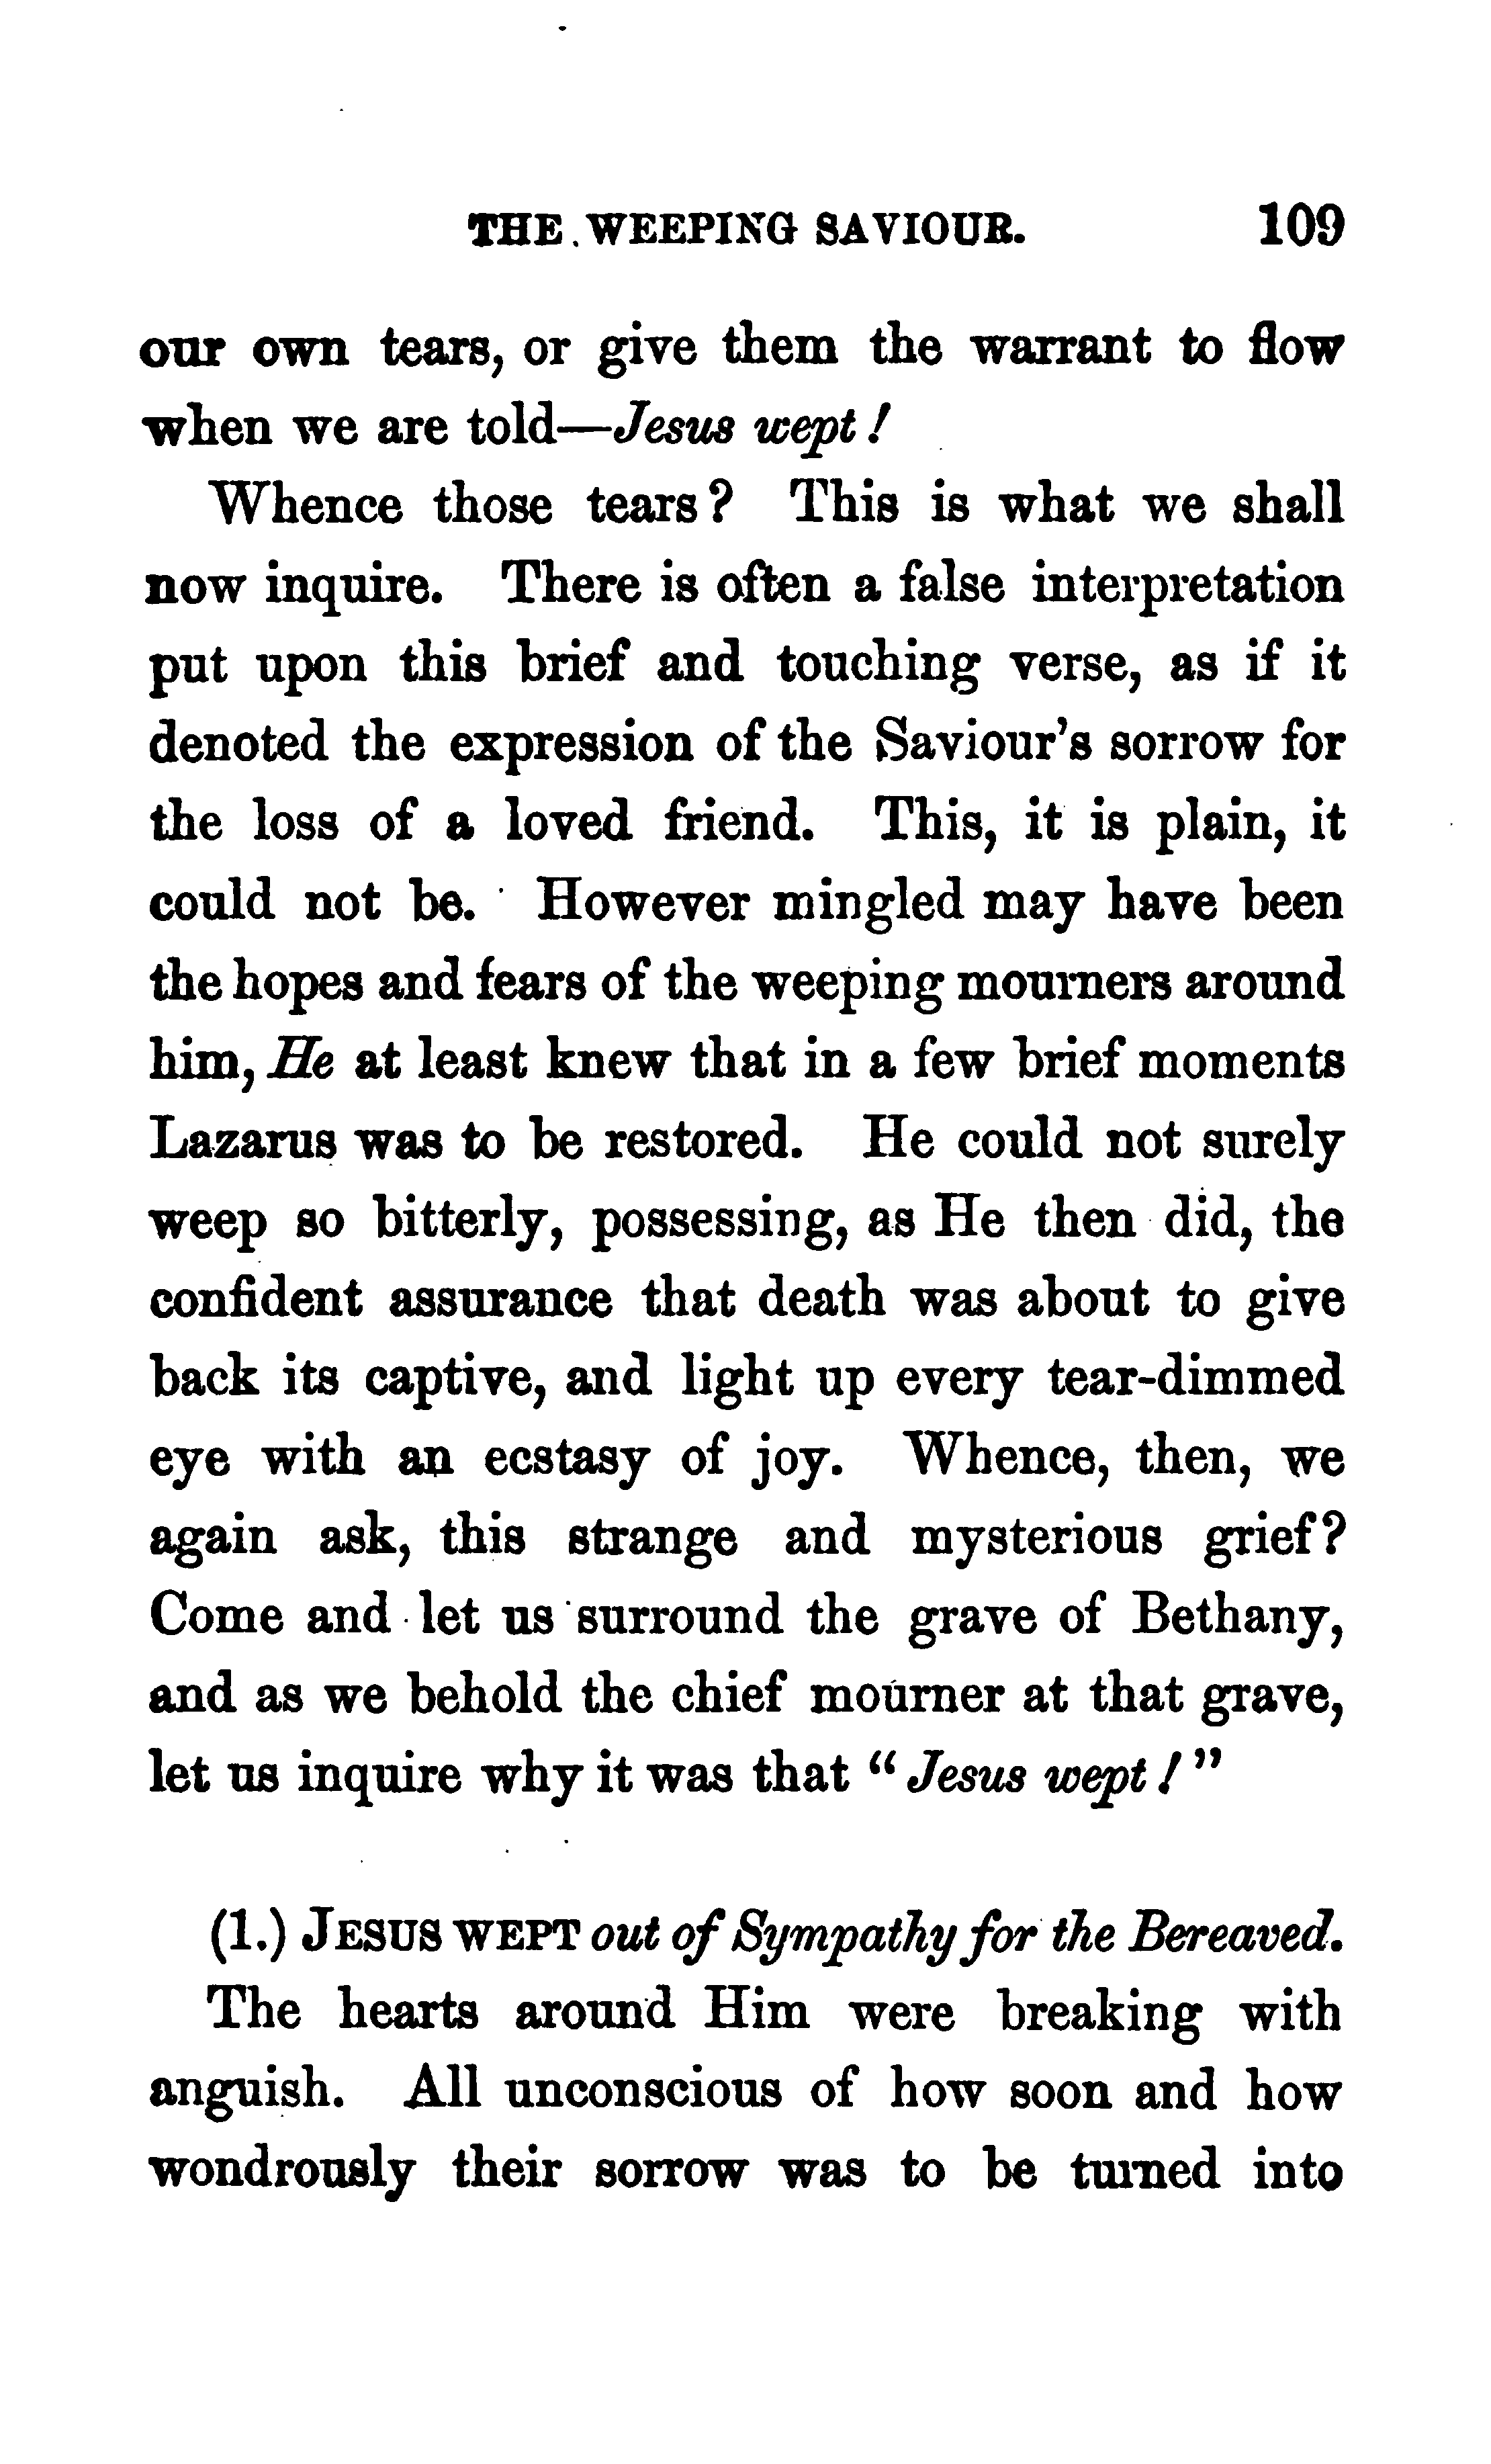 THE WEEPING SAVIOUR. 109
our own tears, or give them the warrant to flow
when we are told—Jesus wept!
Whence those tears? This is what we shall
now inquire. There is often a false interpretation
put upon this brief and touching verse, as if it
denoted the expression of the Saviour's sorrow for
the loss of a loved friend. This, it is plain, it
could not be. However mingled may have been
the hopes and fears of the weeping mourners around
him, He at least knew that in a few brief moments
Lazarus was to be restored. He could not surely
weep so bitterly, possessing, as He then did, the
confident assurance that death was about to give
back its captive, and light up every tear-dimmed
eye with an ecstasy of joy. Whence, then, we
again ask, this strange and mysterious grief?
Come and let us surround the grave of Bethany,
and as we behold the chief mourner at that grave,
let us inquire why it was that "Jesus wept!"
(1.) JESUS WEPT out of Sympathy for the Bereaved.
The hearts around Him were breaking with
anguish. All unconscious of how soon and how
wondrously their sorrow was to be turned into